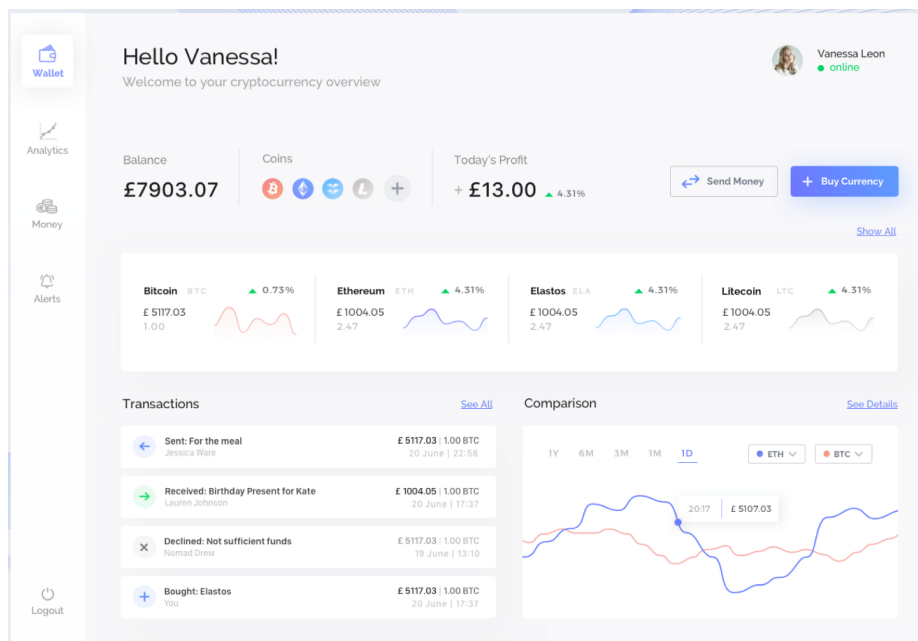 Wallet
Analytics
Money
Alerts
Logout
Hello Vanessa!
Welcome to your cryptocurrency overview
Vanessa Leon
online
Balance
£7903.07
Coins
Today's Profit
+ £13.00 4.31%
Send Money
+ Buy Currency
Show All
Bitcoin BTC 0.73%
£ 5117.03
1.00
Ethereum ETH 4.31%
£ 1004.05
2.47
Elastos ELA 4.31%
£ 1004.05
2.47
Litecoin LTC 4.31%
£ 1004.05
2.47
Transactions
See All
Sent: For the meal £ 5117.03 | 1.00 BTC
Jessica Ware 20 June | 22:58
Received: Birthday Present for Kate £ 1004.05 | 1.00 BTC
Lauren Johnson 20 June | 17:37
Declined: Not sufficient funds £ 5117.03 | 1.00 BTC
Nomad Drew 19 June | 13:10
Bought: Elastos £ 5117.03 | 1.00 BTC
You 20 June | 17:37
Comparison
See Details
1Y 6M 3M 1M 1D
ETH
BTC
20:17 £ 5107.03